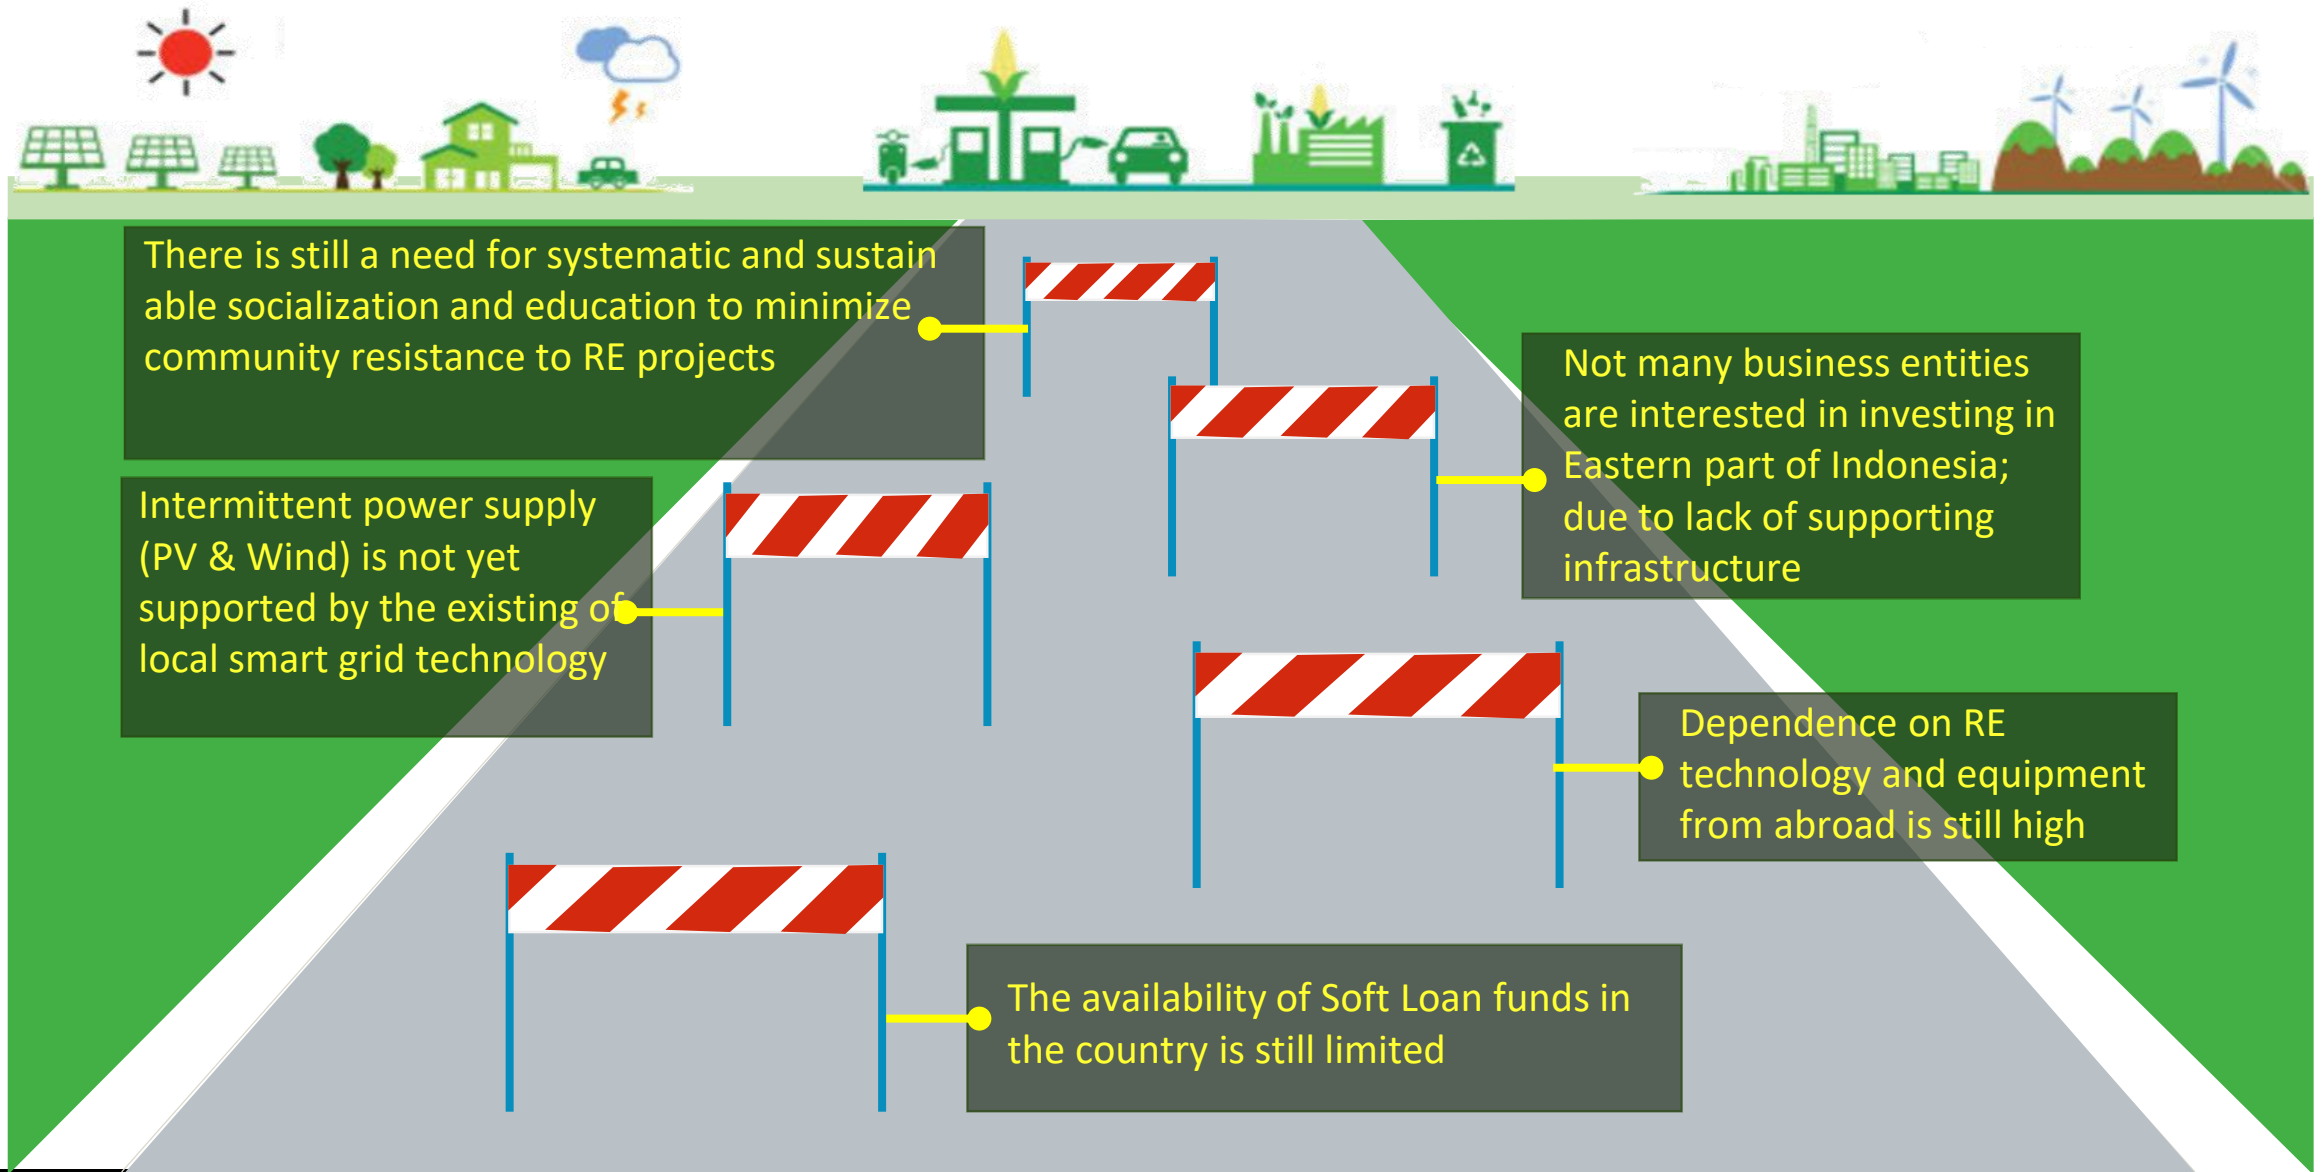 There is still a need for systematic and sustain
able socialization and education to minimize
community resistance to RE projects
Not many business entities
are interested in investing in
Eastern part of Indonesia;
due to lack of supporting
infrastructure
Intermittent power supply
(PV & Wind) is not yet
supported by the existing of
local smart grid technology
Dependence on RE
technology and equipment
from abroad is still high
The availability of Soft Loan funds in
the country is still limited